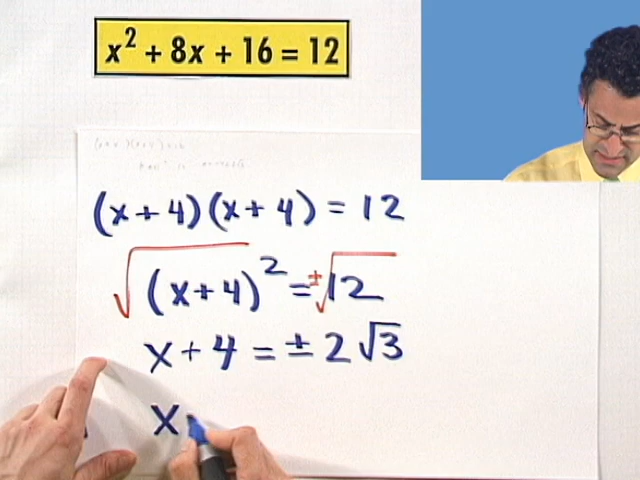 x² + 8x + 16 = 12
(x + 4)(x + 4) = 12
√(x + 4)² = ±√12
x + 4 = ± 2√3
x